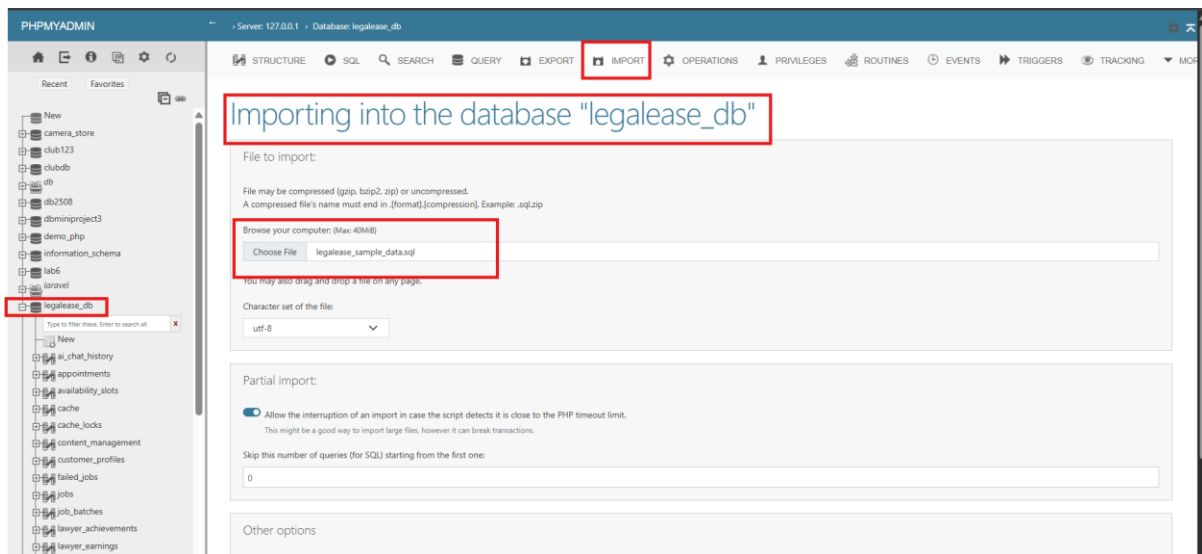 PHPMYADMIN
← › Server: 127.0.0.1 › Database: legalease_db
STRUCTURE SQL SEARCH QUERY EXPORT IMPORT OPERATIONS PRIVILEGES ROUTINES EVENTS TRIGGERS TRACKING MOR
Recent Favorites
New
camera_store
club123
clubdb
db
db2508
dbminiproject3
demo_php
information_schema
lab6
laravel
legalease_db
Type to filter these, Enter to search all X
New
ai_chat_history
appointments
availability_slots
cache
cache_locks
content_management
customer_profiles
failed_jobs
jobs
job_batches
lawyer_achievements
lawyer_earnings
Importing into the database "legalease_db"
File to import:
File may be compressed (gzip, bzip2, zip) or uncompressed.
A compressed file's name must end in .[format].[compression]. Example: .sql.zip
Browse your computer: (Max: 40MiB)
Choose File legalease_sample_data.sql
You may also drag and drop a file on any page.
Character set of the file:
utf-8
Partial import:
Allow the interruption of an import in case the script detects it is close to the PHP timeout limit.
This might be a good way to import large files, however it can break transactions.
Skip this number of queries (for SQL) starting from the first one:
0
Other options